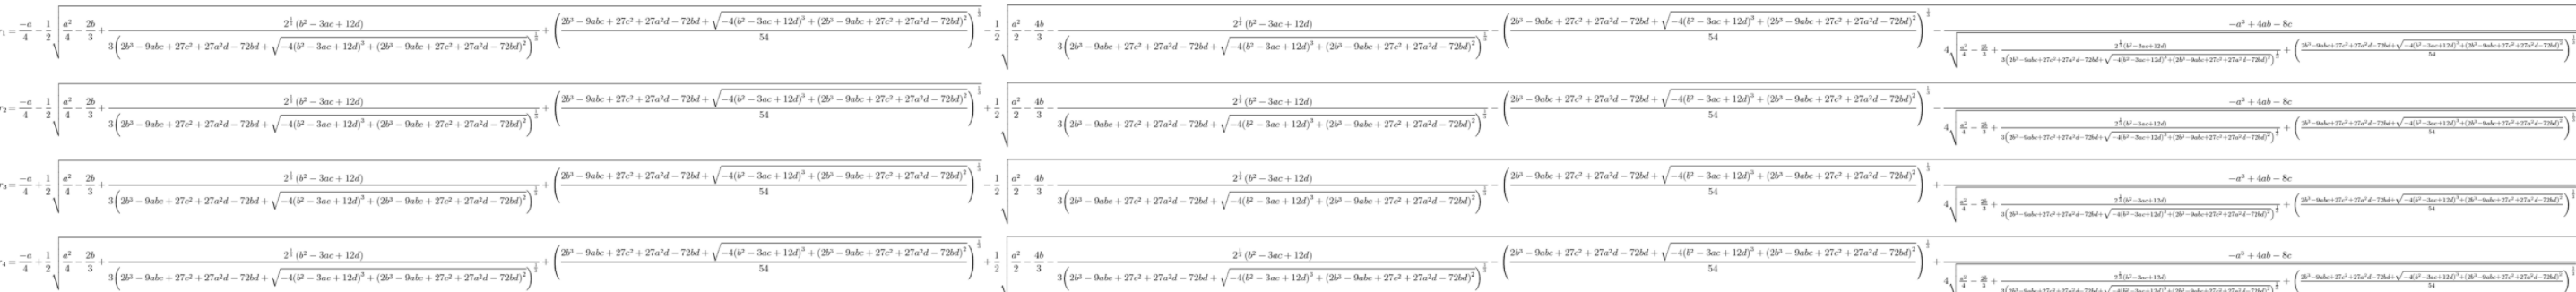 r₁ = \frac{-a}{4} - \frac{1}{2}\sqrt{\frac{a^2}{4} - \frac{2b}{3} + \frac{2^{\frac{1}{3}}(b^2 - 3ac + 12d)}{3\left(2b^3 - 9abc + 27c^2 + 27a^2d - 72bd + \sqrt{-4(b^2 - 3ac + 12d)^3 + (2b^3 - 9abc + 27c^2 + 27a^2d - 72bd)^2}\right)^{\frac{1}{3}}} + \left(\frac{2b^3 - 9abc + 27c^2 + 27a^2d - 72bd + \sqrt{-4(b^2 - 3ac + 12d)^3 + (2b^3 - 9abc + 27c^2 + 27a^2d - 72bd)^2}}{54}\right)^{\frac{1}{3}}} - \frac{1}{2}\sqrt{\frac{a^2}{2} - \frac{4b}{3} - \frac{2^{\frac{1}{3}}(b^2 - 3ac + 12d)}{3\left(2b^3 - 9abc + 27c^2 + 27a^2d - 72bd + \sqrt{-4(b^2 - 3ac + 12d)^3 + (2b^3 - 9abc + 27c^2 + 27a^2d - 72bd)^2}\right)^{\frac{1}{3}}} - \left(\frac{2b^3 - 9abc + 27c^2 + 27a^2d - 72bd + \sqrt{-4(b^2 - 3ac + 12d)^3 + (2b^3 - 9abc + 27c^2 + 27a^2d - 72bd)^2}}{54}\right)^{\frac{1}{3}} - \frac{-a^3 + 4ab - 8c}{4\sqrt{\frac{a^2}{4} - \frac{2b}{3} + \frac{2^{\frac{1}{3}}(b^2 - 3ac + 12d)}{3\left(2b^3 - 9abc + 27c^2 + 27a^2d - 72bd + \sqrt{-4(b^2 - 3ac + 12d)^3 + (2b^3 - 9abc + 27c^2 + 27a^2d - 72bd)^2}\right)^{\frac{1}{3}}} + \left(\frac{2b^3 - 9abc + 27c^2 + 27a^2d - 72bd + \sqrt{-4(b^2 - 3ac + 12d)^3 + (2b^3 - 9abc + 27c^2 + 27a^2d - 72bd)^2}}{54}\right)^{\frac{1}{3}}}}}
r₂ = \frac{-a}{4} - \frac{1}{2}\sqrt{\frac{a^2}{4} - \frac{2b}{3} + \frac{2^{\frac{1}{3}}(b^2 - 3ac + 12d)}{3\left(2b^3 - 9abc + 27c^2 + 27a^2d - 72bd + \sqrt{-4(b^2 - 3ac + 12d)^3 + (2b^3 - 9abc + 27c^2 + 27a^2d - 72bd)^2}\right)^{\frac{1}{3}}} + \left(\frac{2b^3 - 9abc + 27c^2 + 27a^2d - 72bd + \sqrt{-4(b^2 - 3ac + 12d)^3 + (2b^3 - 9abc + 27c^2 + 27a^2d - 72bd)^2}}{54}\right)^{\frac{1}{3}}} + \frac{1}{2}\sqrt{\frac{a^2}{2} - \frac{4b}{3} - \frac{2^{\frac{1}{3}}(b^2 - 3ac + 12d)}{3\left(2b^3 - 9abc + 27c^2 + 27a^2d - 72bd + \sqrt{-4(b^2 - 3ac + 12d)^3 + (2b^3 - 9abc + 27c^2 + 27a^2d - 72bd)^2}\right)^{\frac{1}{3}}} - \left(\frac{2b^3 - 9abc + 27c^2 + 27a^2d - 72bd + \sqrt{-4(b^2 - 3ac + 12d)^3 + (2b^3 - 9abc + 27c^2 + 27a^2d - 72bd)^2}}{54}\right)^{\frac{1}{3}} - \frac{-a^3 + 4ab - 8c}{4\sqrt{\frac{a^2}{4} - \frac{2b}{3} + \frac{2^{\frac{1}{3}}(b^2 - 3ac + 12d)}{3\left(2b^3 - 9abc + 27c^2 + 27a^2d - 72bd + \sqrt{-4(b^2 - 3ac + 12d)^3 + (2b^3 - 9abc + 27c^2 + 27a^2d - 72bd)^2}\right)^{\frac{1}{3}}} + \left(\frac{2b^3 - 9abc + 27c^2 + 27a^2d - 72bd + \sqrt{-4(b^2 - 3ac + 12d)^3 + (2b^3 - 9abc + 27c^2 + 27a^2d - 72bd)^2}}{54}\right)^{\frac{1}{3}}}}}
r₃ = \frac{-a}{4} + \frac{1}{2}\sqrt{\frac{a^2}{4} - \frac{2b}{3} + \frac{2^{\frac{1}{3}}(b^2 - 3ac + 12d)}{3\left(2b^3 - 9abc + 27c^2 + 27a^2d - 72bd + \sqrt{-4(b^2 - 3ac + 12d)^3 + (2b^3 - 9abc + 27c^2 + 27a^2d - 72bd)^2}\right)^{\frac{1}{3}}} + \left(\frac{2b^3 - 9abc + 27c^2 + 27a^2d - 72bd + \sqrt{-4(b^2 - 3ac + 12d)^3 + (2b^3 - 9abc + 27c^2 + 27a^2d - 72bd)^2}}{54}\right)^{\frac{1}{3}}} - \frac{1}{2}\sqrt{\frac{a^2}{2} - \frac{4b}{3} - \frac{2^{\frac{1}{3}}(b^2 - 3ac + 12d)}{3\left(2b^3 - 9abc + 27c^2 + 27a^2d - 72bd + \sqrt{-4(b^2 - 3ac + 12d)^3 + (2b^3 - 9abc + 27c^2 + 27a^2d - 72bd)^2}\right)^{\frac{1}{3}}} - \left(\frac{2b^3 - 9abc + 27c^2 + 27a^2d - 72bd + \sqrt{-4(b^2 - 3ac + 12d)^3 + (2b^3 - 9abc + 27c^2 + 27a^2d - 72bd)^2}}{54}\right)^{\frac{1}{3}} + \frac{-a^3 + 4ab - 8c}{4\sqrt{\frac{a^2}{4} - \frac{2b}{3} + \frac{2^{\frac{1}{3}}(b^2 - 3ac + 12d)}{3\left(2b^3 - 9abc + 27c^2 + 27a^2d - 72bd + \sqrt{-4(b^2 - 3ac + 12d)^3 + (2b^3 - 9abc + 27c^2 + 27a^2d - 72bd)^2}\right)^{\frac{1}{3}}} + \left(\frac{2b^3 - 9abc + 27c^2 + 27a^2d - 72bd + \sqrt{-4(b^2 - 3ac + 12d)^3 + (2b^3 - 9abc + 27c^2 + 27a^2d - 72bd)^2}}{54}\right)^{\frac{1}{3}}}}}
r₄ = \frac{-a}{4} + \frac{1}{2}\sqrt{\frac{a^2}{4} - \frac{2b}{3} + \frac{2^{\frac{1}{3}}(b^2 - 3ac + 12d)}{3\left(2b^3 - 9abc + 27c^2 + 27a^2d - 72bd + \sqrt{-4(b^2 - 3ac + 12d)^3 + (2b^3 - 9abc + 27c^2 + 27a^2d - 72bd)^2}\right)^{\frac{1}{3}}} + \left(\frac{2b^3 - 9abc + 27c^2 + 27a^2d - 72bd + \sqrt{-4(b^2 - 3ac + 12d)^3 + (2b^3 - 9abc + 27c^2 + 27a^2d - 72bd)^2}}{54}\right)^{\frac{1}{3}}} + \frac{1}{2}\sqrt{\frac{a^2}{2} - \frac{4b}{3} - \frac{2^{\frac{1}{3}}(b^2 - 3ac + 12d)}{3\left(2b^3 - 9abc + 27c^2 + 27a^2d - 72bd + \sqrt{-4(b^2 - 3ac + 12d)^3 + (2b^3 - 9abc + 27c^2 + 27a^2d - 72bd)^2}\right)^{\frac{1}{3}}} - \left(\frac{2b^3 - 9abc + 27c^2 + 27a^2d - 72bd + \sqrt{-4(b^2 - 3ac + 12d)^3 + (2b^3 - 9abc + 27c^2 + 27a^2d - 72bd)^2}}{54}\right)^{\frac{1}{3}} + \frac{-a^3 + 4ab - 8c}{4\sqrt{\frac{a^2}{4} - \frac{2b}{3} + \frac{2^{\frac{1}{3}}(b^2 - 3ac + 12d)}{3\left(2b^3 - 9abc + 27c^2 + 27a^2d - 72bd + \sqrt{-4(b^2 - 3ac + 12d)^3 + (2b^3 - 9abc + 27c^2 + 27a^2d - 72bd)^2}\right)^{\frac{1}{3}}} + \left(\frac{2b^3 - 9abc + 27c^2 + 27a^2d - 72bd + \sqrt{-4(b^2 - 3ac + 12d)^3 + (2b^3 - 9abc + 27c^2 + 27a^2d - 72bd)^2}}{54}\right)^{\frac{1}{3}}}}}